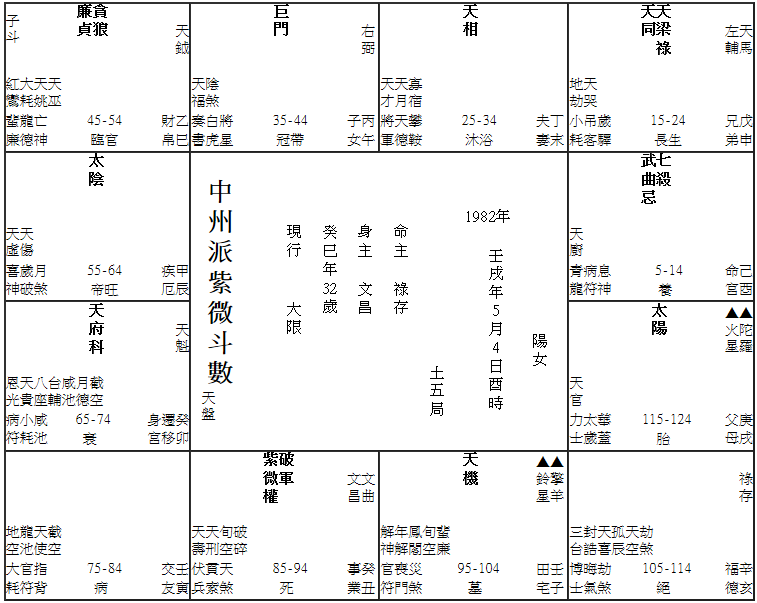 子斗
廉貞
貪狼
天鉞
紅鸞 大耗 天姚 天巫
蜚廉 龍德 亡神
45-54
臨官
財帛 乙巳
巨門
右弼
天福 陰煞
奏書 白虎 將星
35-44
冠帶
子女 丙午
天相
天才 天月 寡宿
將軍 天德 攀鞍
25-34
沐浴
夫妻 丁未
天同
天梁祿
左輔 天馬
地劫 天哭
小耗 吊客 歲驛
15-24
長生
兄弟 戊申
太陰
天虛 天傷
喜神 歲破 月煞
55-64
帝旺
疾厄 甲辰
武曲忌
七殺
天廚
青龍 病符 息神
5-14
養
命宮 己酉
天府科
天魁
恩光 天貴 八座 台輔 咸池 月德 截空
病符 小耗 咸池
65-74
衰
身宮 遷移 癸卯
太陽
▲火星 ▲陀羅
天官
力士 太歲 華蓋
115-124
胎
父母 庚戌
地空 龍池 天使 截空
大耗 官符 指背
75-84
病
交友 壬寅
紫微權
破軍
文昌 文曲
天壽 天刑 旬空 破碎
伏兵 貫索 天煞
85-94
死
事業 癸丑
天機
▲鈴星 ▲擎羊
解神 年解 鳳閣 旬空 蜚廉
官符 喪門 災煞
95-104
墓
田宅 壬子
祿存
三台 封誥 天喜 孤辰 天空 劫煞
博士 晦氣 劫煞
105-114
絕
福德 辛亥
1982年
壬戌年5月4日酉時
陽女
土五局
命主 祿存
身主 文昌
癸巳年32歲
現行 大限
中州派紫微斗數
天盤